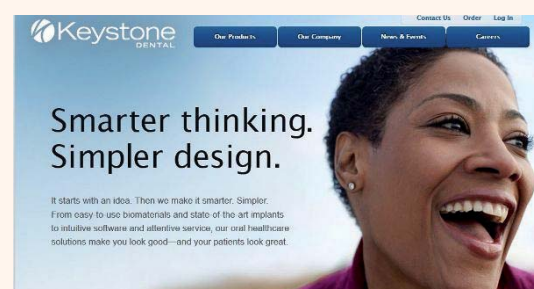 Contact Us Order Log In
Keystone
DENTAL
Our Products Our Company News & Events Careers
Smarter thinking.
Simpler design.
It starts with an idea. Then we make it smarter. Simpler.
From easy-to-use biomaterials and state-of-the-art implants
to intuitive software and attentive service, our oral healthcare
solutions make you look good—and your patients look great.